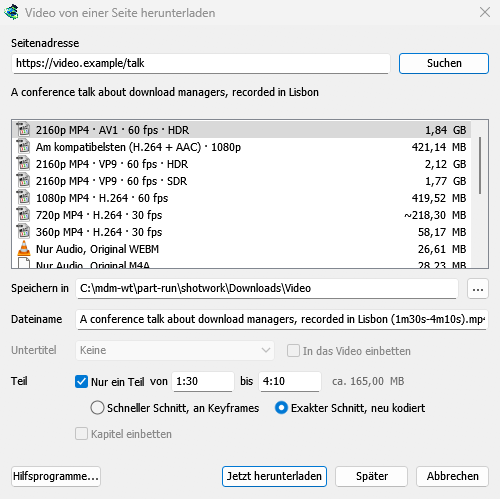 Video von einer Seite herunterladen
Seitenadresse
https://video.example/talk
Suchen
A conference talk about download managers, recorded in Lisbon
2160p MP4 · AV1 · 60 fps · HDR 1,84 GB
Am kompatibelsten (H.264 + AAC) · 1080p 421,14 MB
2160p MP4 · VP9 · 60 fps · HDR 2,12 GB
2160p MP4 · VP9 · 60 fps · SDR 1,77 GB
1080p MP4 · H.264 · 60 fps 419,52 MB
720p MP4 · H.264 · 30 fps ~218,30 MB
360p MP4 · H.264 · 30 fps 58,17 MB
Nur Audio, Original WEBM 26,61 MB
Nur Audio, Original M4A 28,23 MB
Speichern in C:\mdm-wt\part-run\shotwork\Downloads\Video ...
Dateiname A conference talk about download managers, recorded in Lisbon (1m30s-4m10s).mp4
Untertitel Keine In das Video einbetten
Teil Nur ein Teil von 1:30 bis 4:10 ca. 165,00 MB
Schneller Schnitt, an Keyframes Exakter Schnitt, neu kodiert
Kapitel einbetten
Hilfsprogramme... Jetzt herunterladen Später Abbrechen